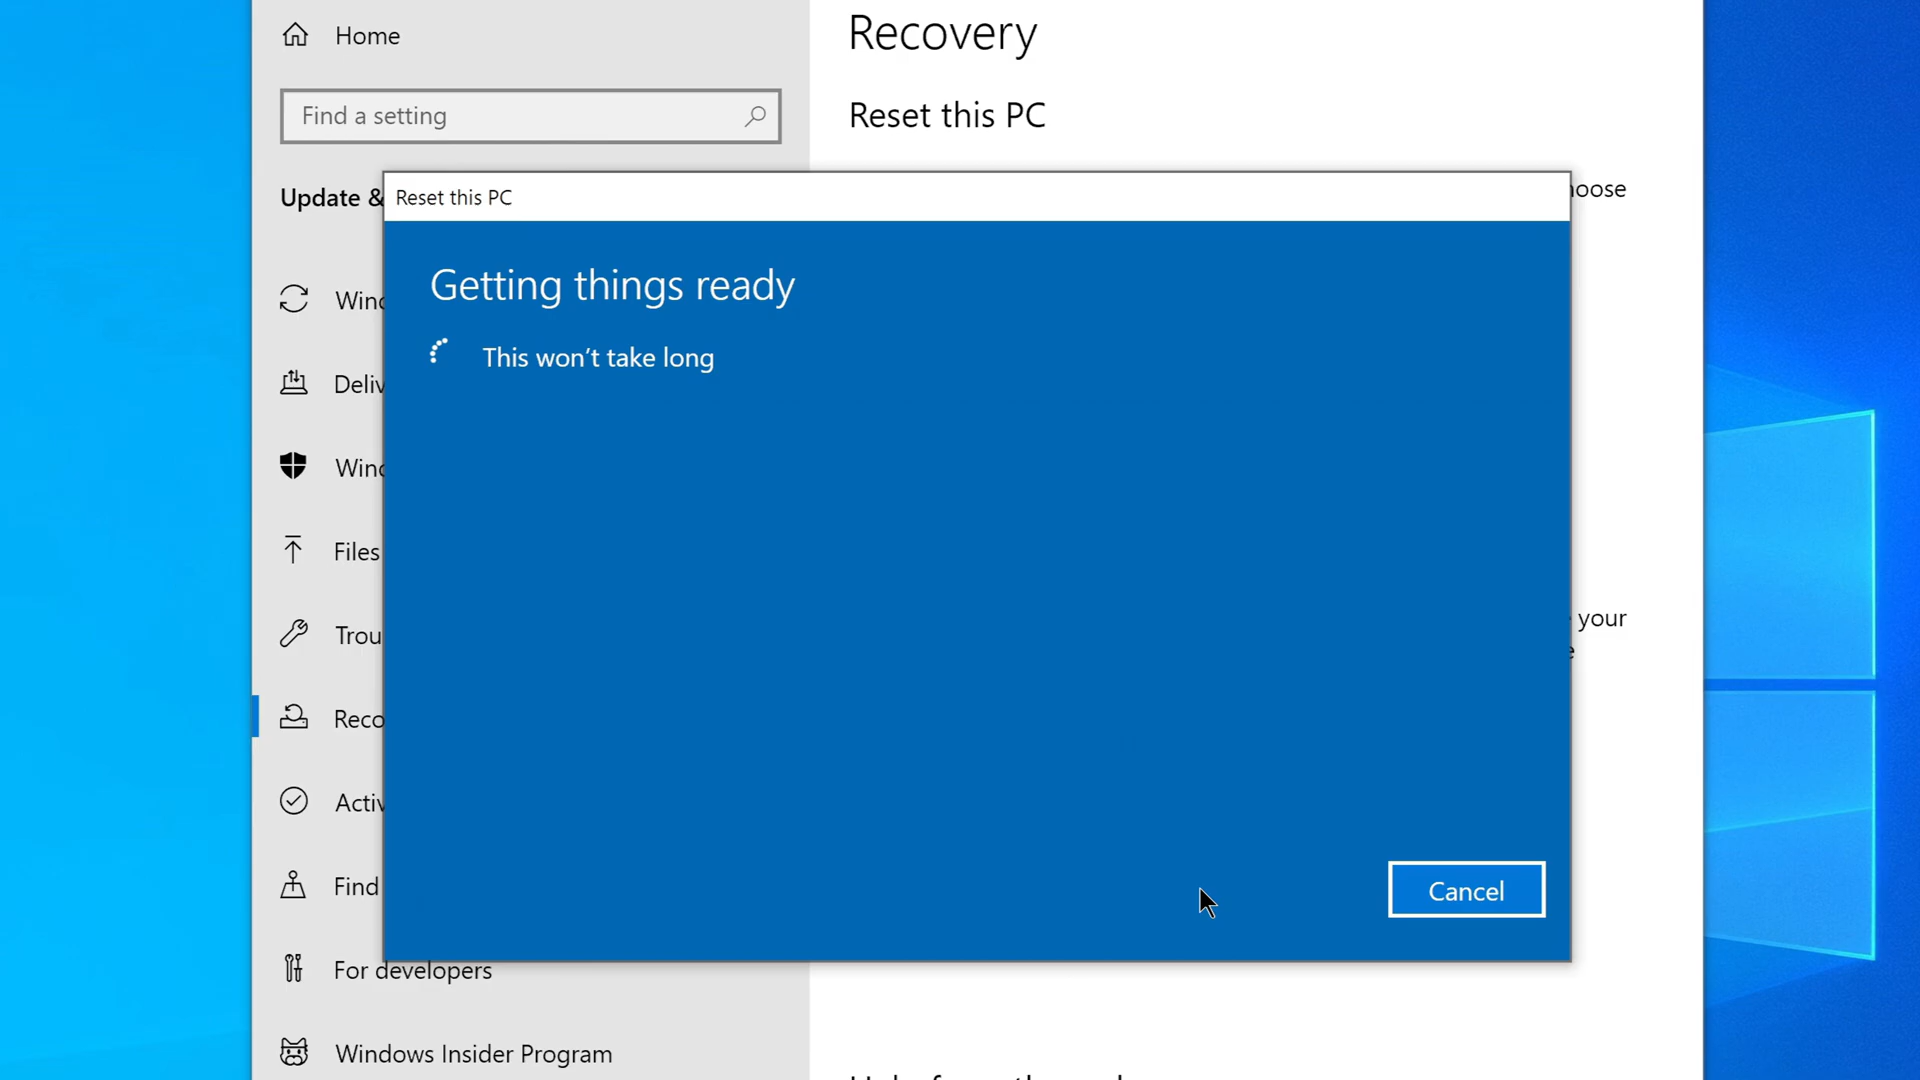 Home
Find a setting
Update &
Wind
Deliv
Wind
Files
Trou
Reco
Activ
Find
For developers
Windows Insider Program
Recovery
Reset this PC
hoose
your
e
Reset this PC
Getting things ready
This won't take long
Cancel